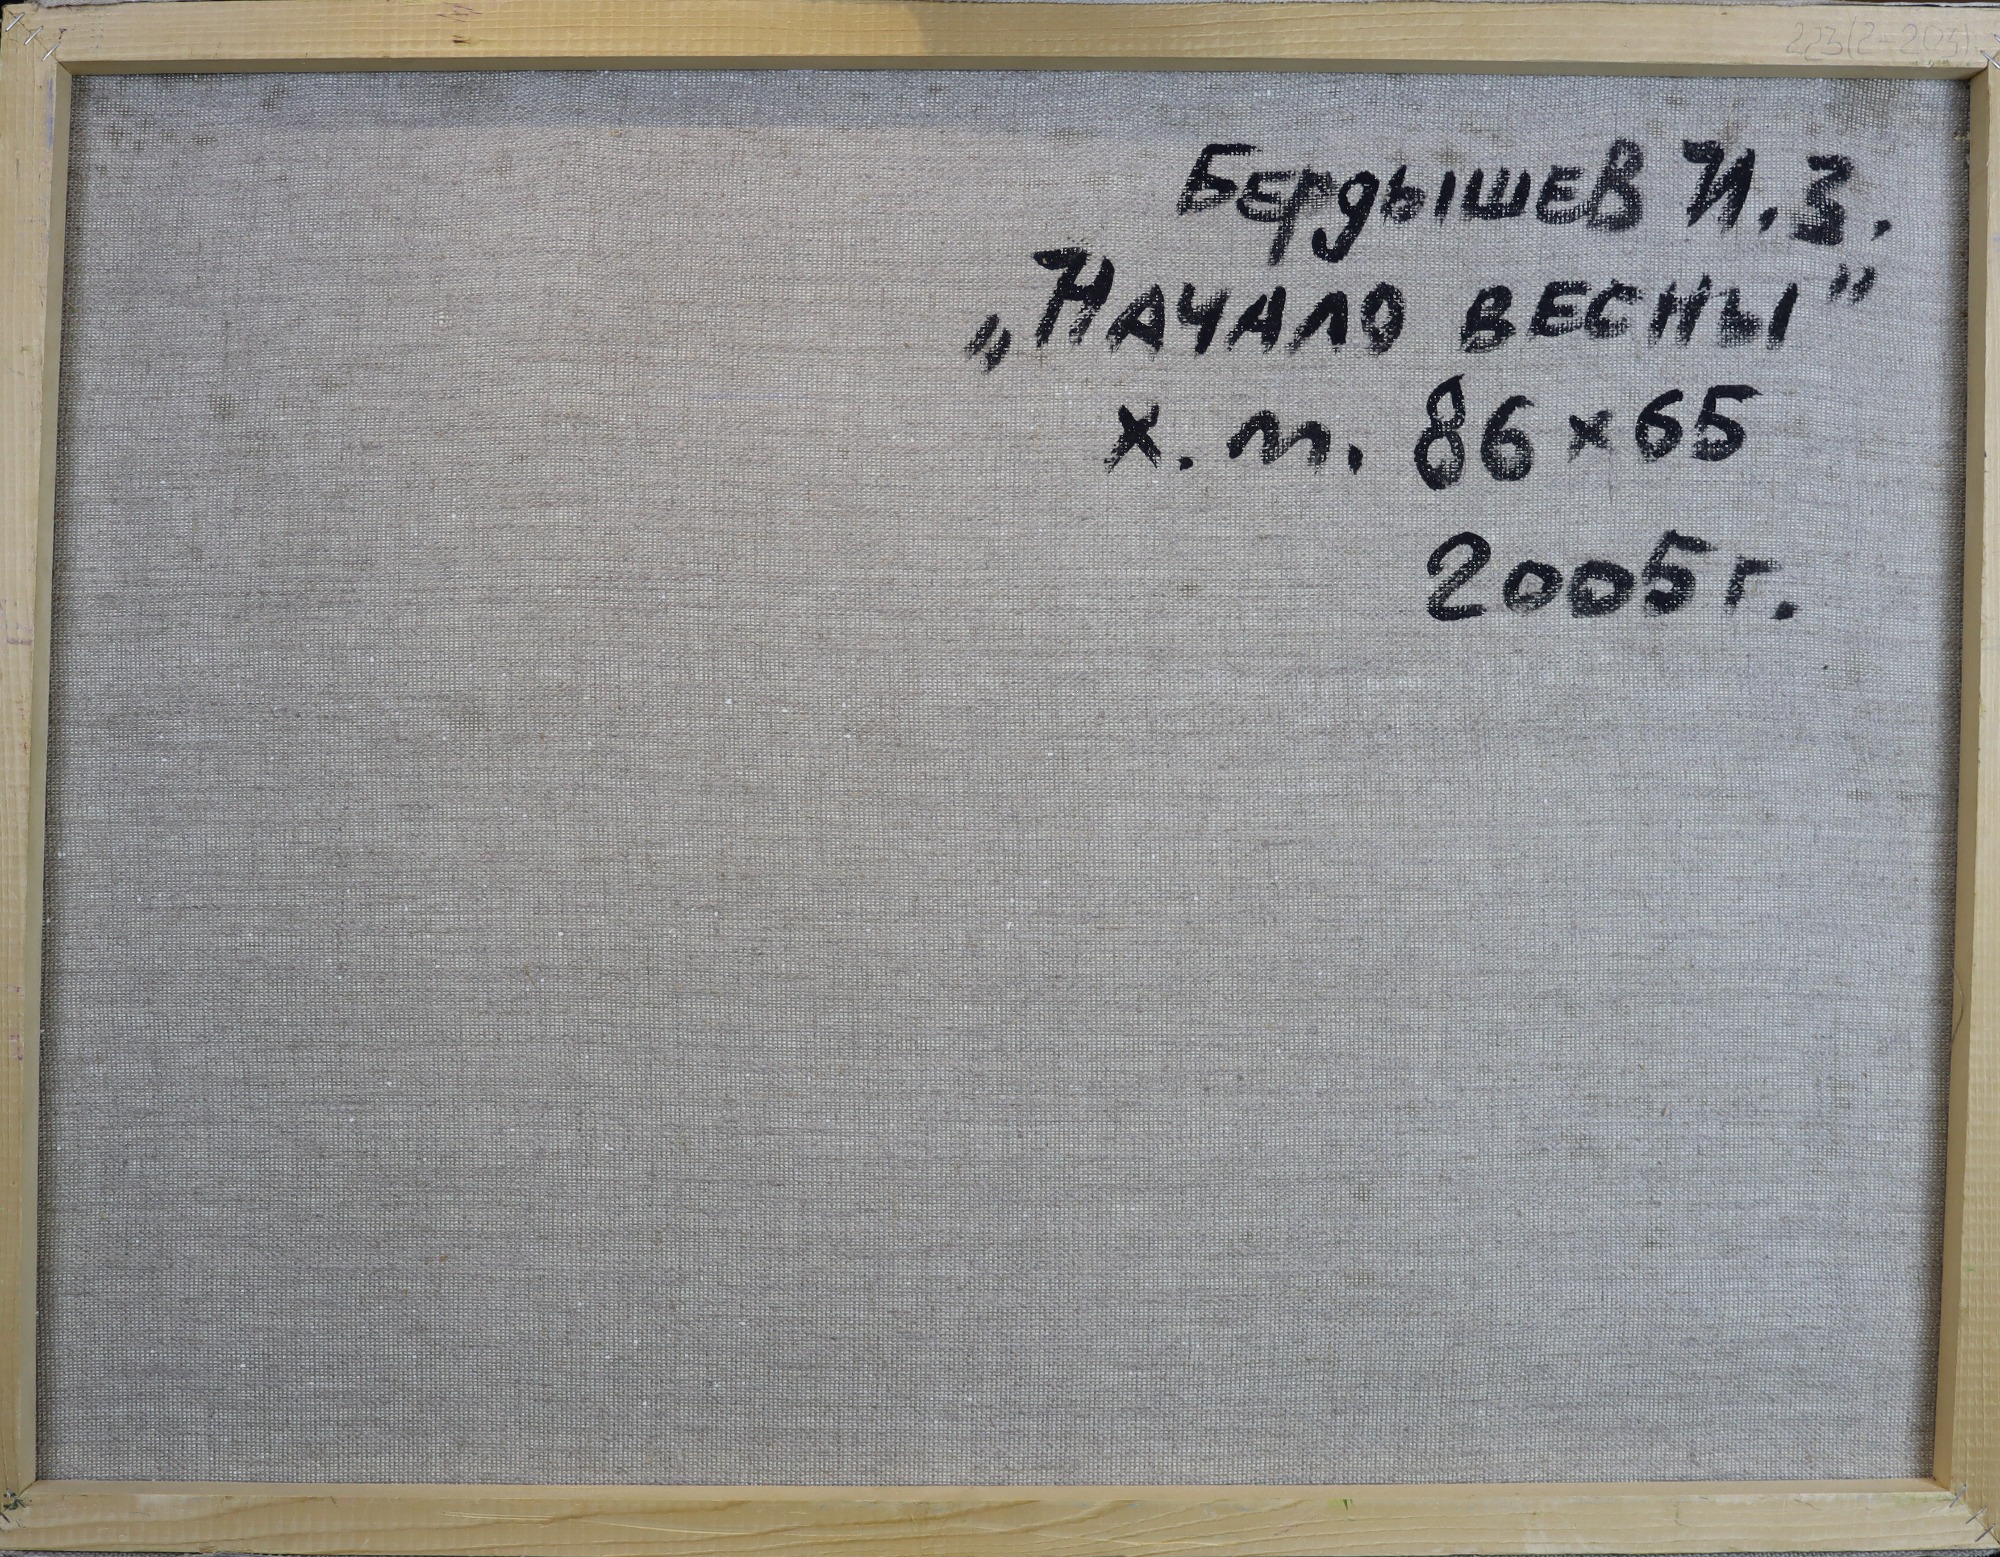 Бердышев И.З.
„Начало весны"
х.т. 86×65
2005г.